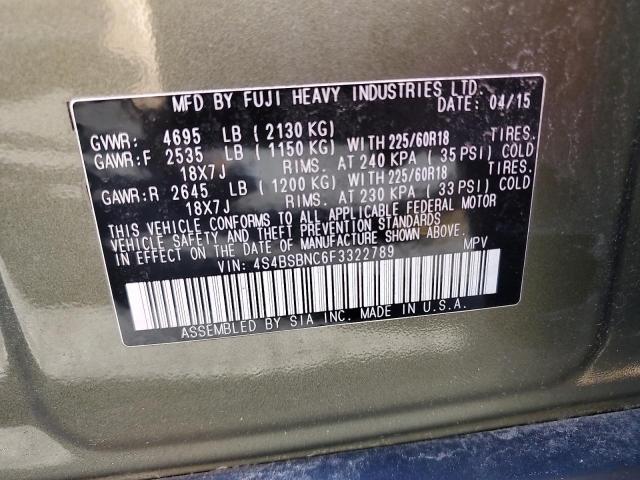 MFD BY FUJI HEAVY INDUSTRIES LTD.
DATE: 04/15
GVWR: 4695 LB (2130 KG)
GAWR:F 2535 LB (1150 KG) WITH 225/60R18 TIRES.
18X7J RIMS. AT 240 KPA (35 PSI) COLD
GAWR:R 2645 LB (1200 KG) WITH 225/60R18 TIRES.
18X7J RIMS. AT 230 KPA (33 PSI) COLD
THIS VEHICLE CONFORMS TO ALL APPLICABLE FEDERAL MOTOR
VEHICLE SAFETY AND THEFT PREVENTION STANDARDS
IN EFFECT ON THE DATE OF MANUFACTURE SHOWN ABOVE.
VIN: 4S4BSBNC6F3322789 MPV
ASSEMBLED BY SIA INC. MADE IN U.S.A.